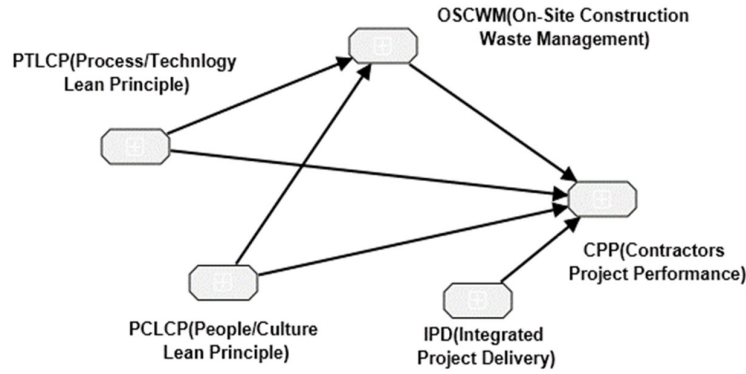 OSCWM(On-Site Construction
Waste Management)
PTLCP(Process/Technlogy
Lean Principle)
CPP(Contractors
Project Performance)
PCLCP(People/Culture
Lean Principle)
IPD(Integrated
Project Delivery)